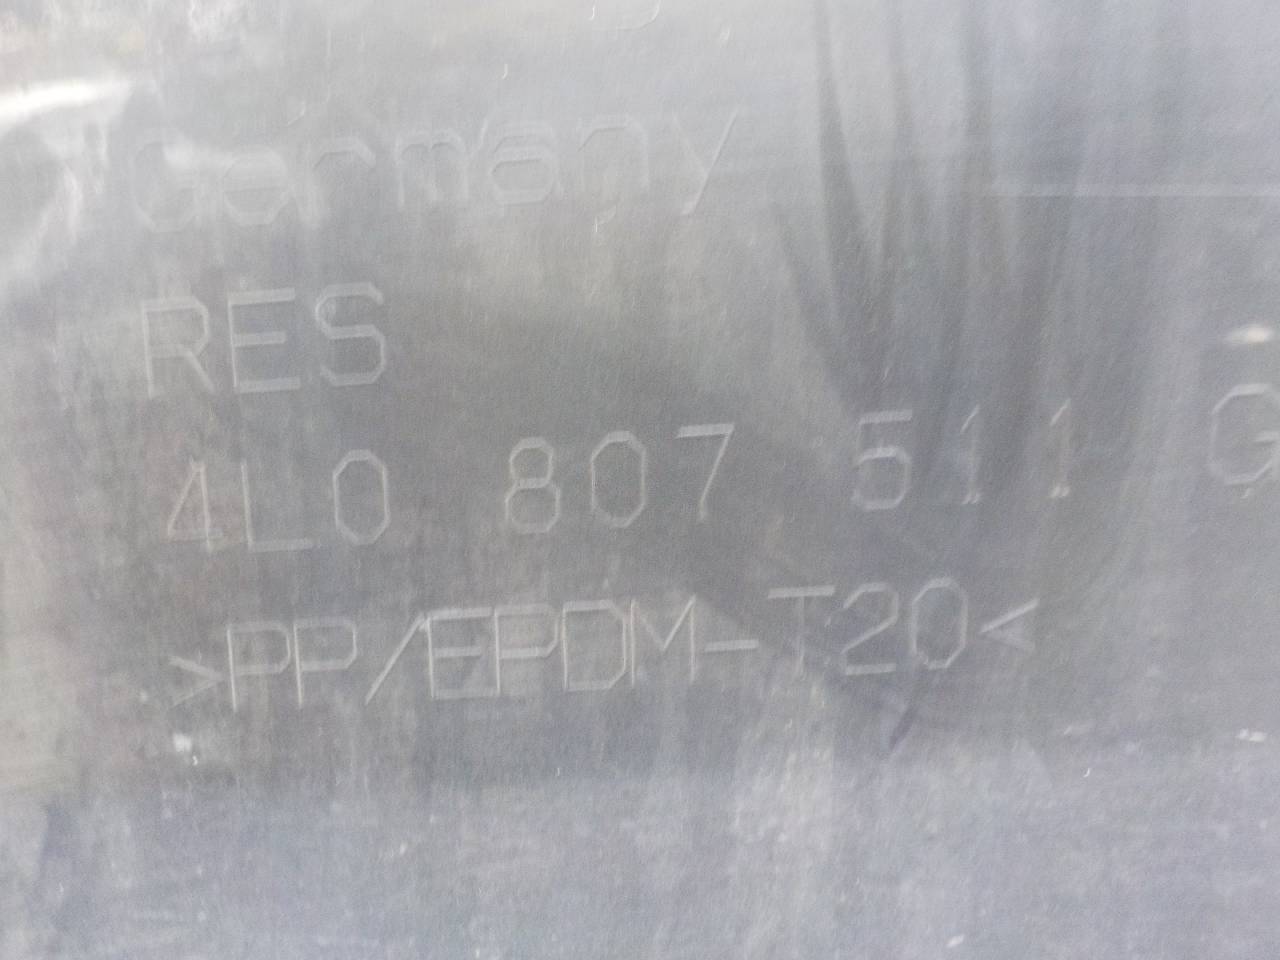 Germany
RES
4L0 807 511 G
>PP/EPDM-T20<